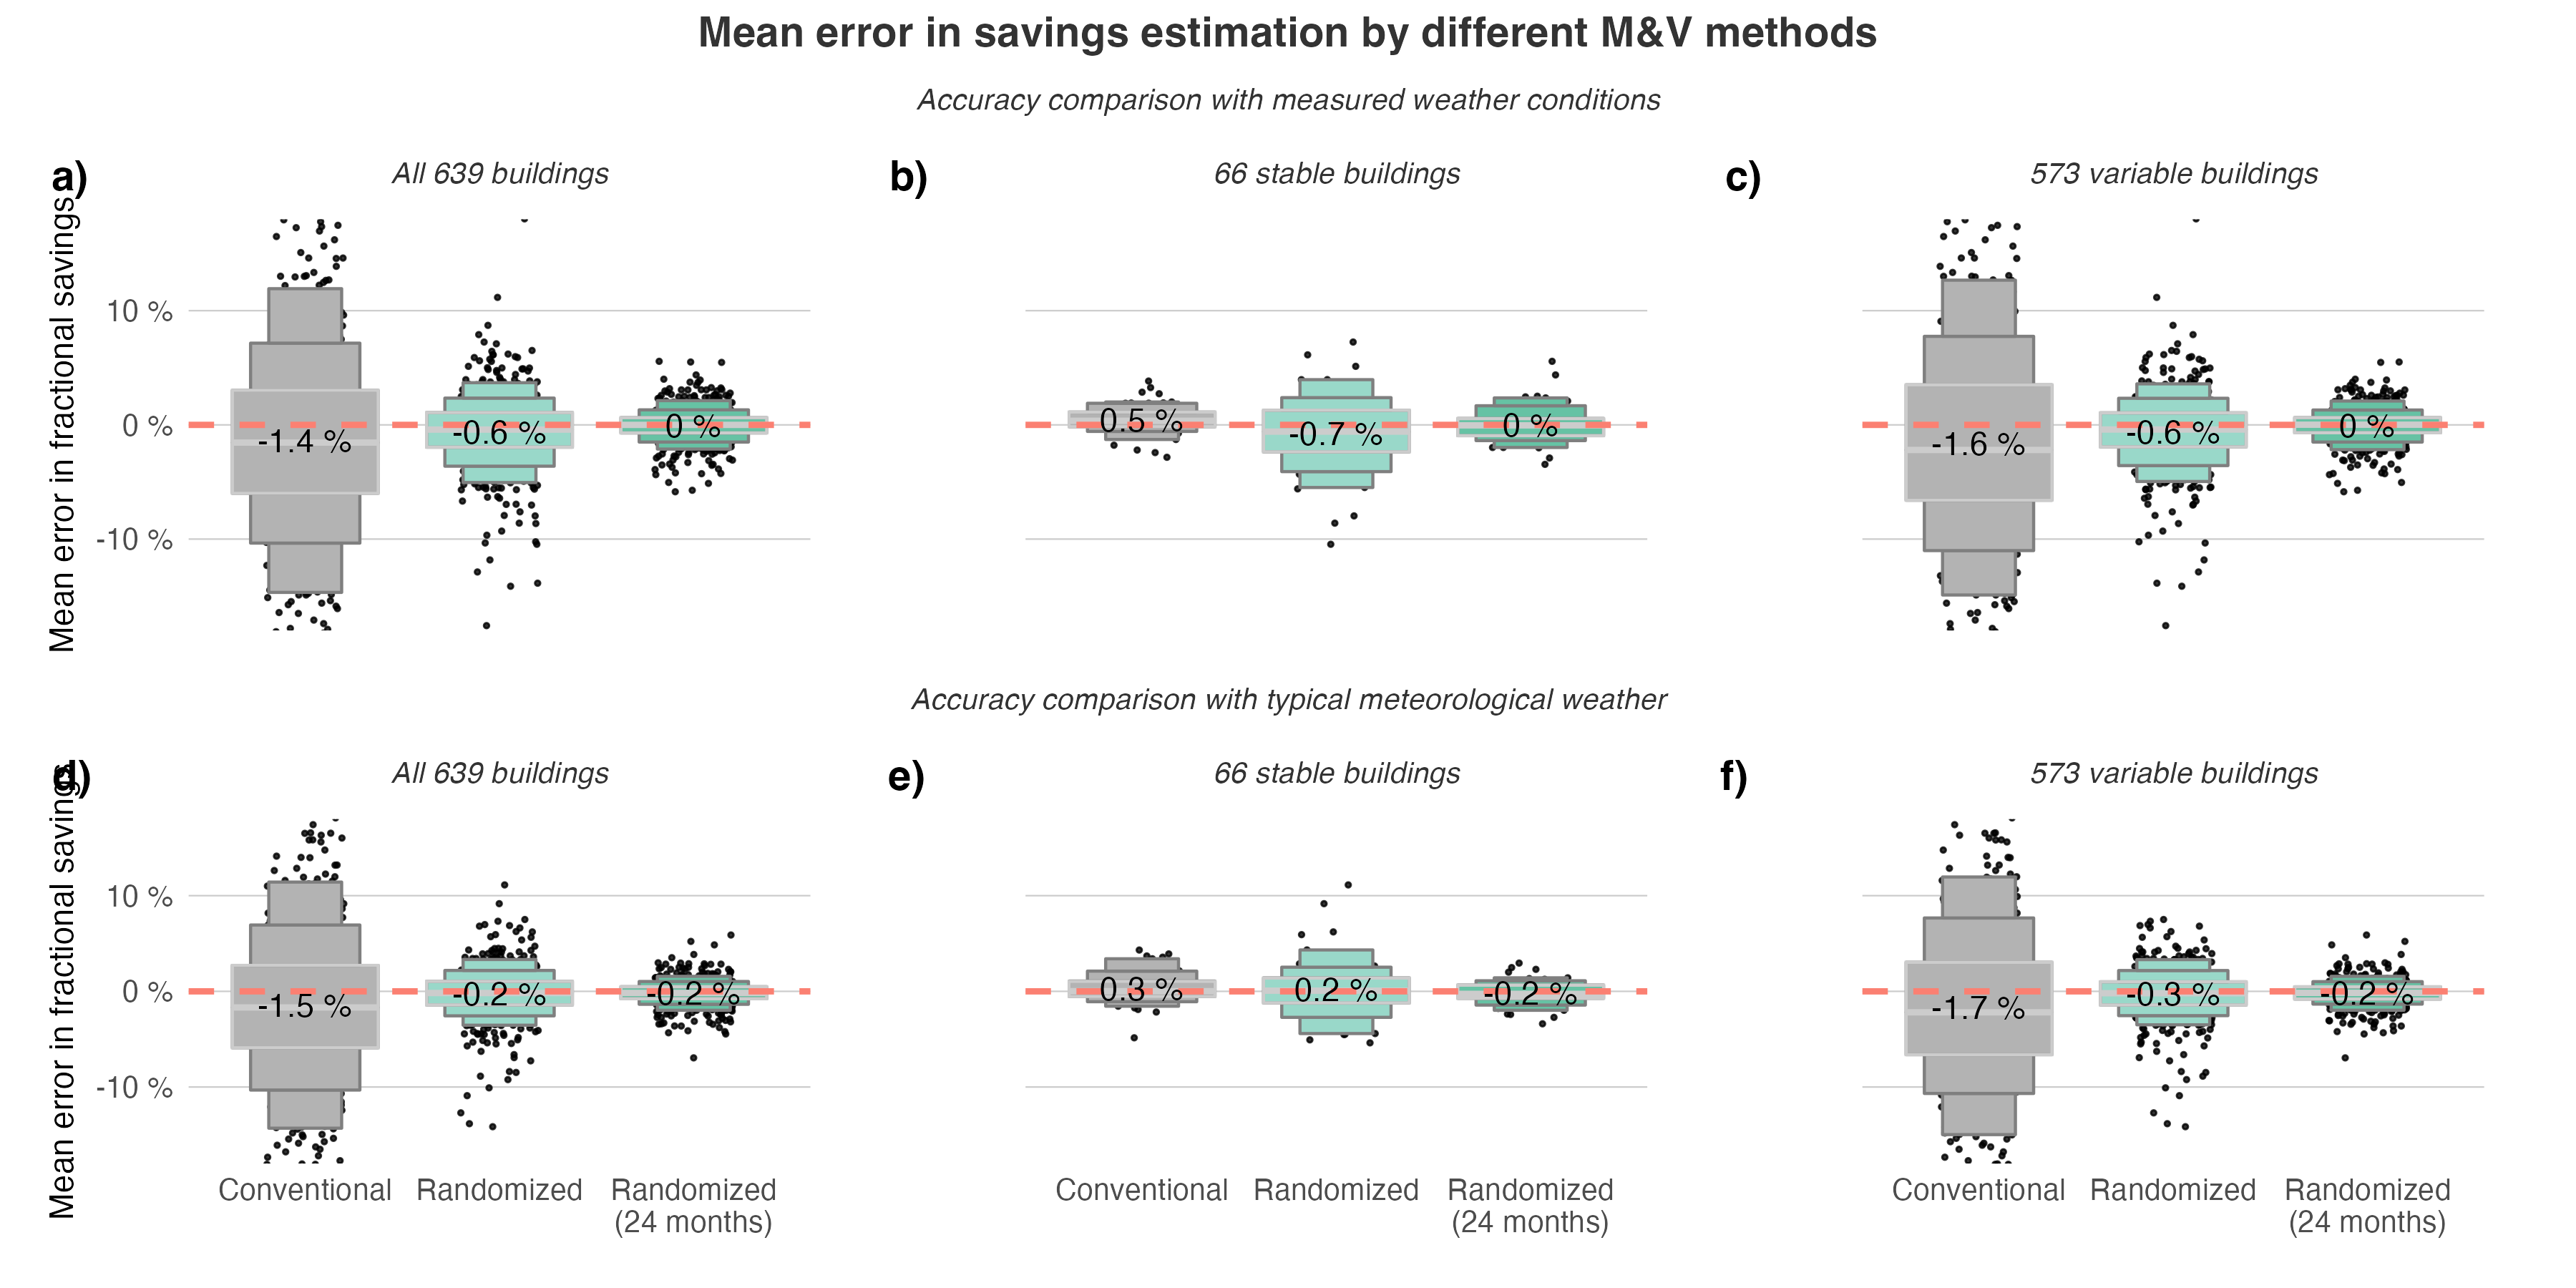 Mean error in savings estimation by different M&V methods
Accuracy comparison with measured weather conditions
a)
All 639 buildings
b)
66 stable buildings
c)
573 variable buildings
Mean error in fractional savings
10 %
0 %
-10 %
-1.4 %
-0.6 %
0 %
0.5 %
-0.7 %
0 %
-1.6 %
-0.6 %
0 %
Accuracy comparison with typical meteorological weather
d)
All 639 buildings
e)
66 stable buildings
f)
573 variable buildings
Mean error in fractional savings
10 %
0 %
-10 %
-1.5 %
-0.2 %
-0.2 %
0.3 %
0.2 %
-0.2 %
-1.7 %
-0.3 %
-0.2 %
Conventional
Randomized
Randomized
(24 months)
Conventional
Randomized
Randomized
(24 months)
Conventional
Randomized
Randomized
(24 months)